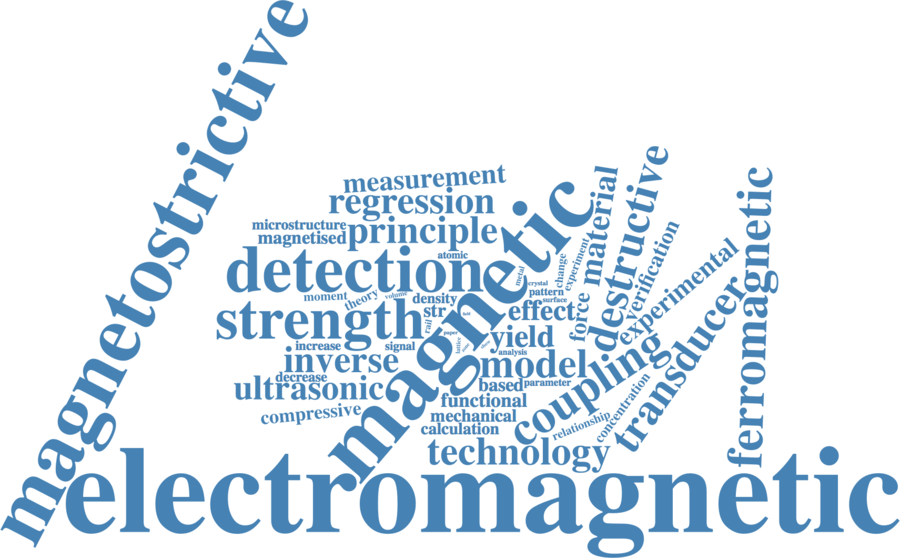 magnetostrictive
measurement
regression
microstructure
magnetised
principle
atomic
detection
magnetic
moment
theory
volume
density
str
strength
rail
field
paper
lattice
increase
signal
inverse
decrease
ultrasonic
compressive
metal
crystal
change
experiment
pattern
surface
effect
force
material
destructive
verification
experimental
yield
analysis
model
based
parameter
functional
mechanical
calculation
coupling
relationship
concentration
transducer
ferromagnetic
technology
electromagnetic